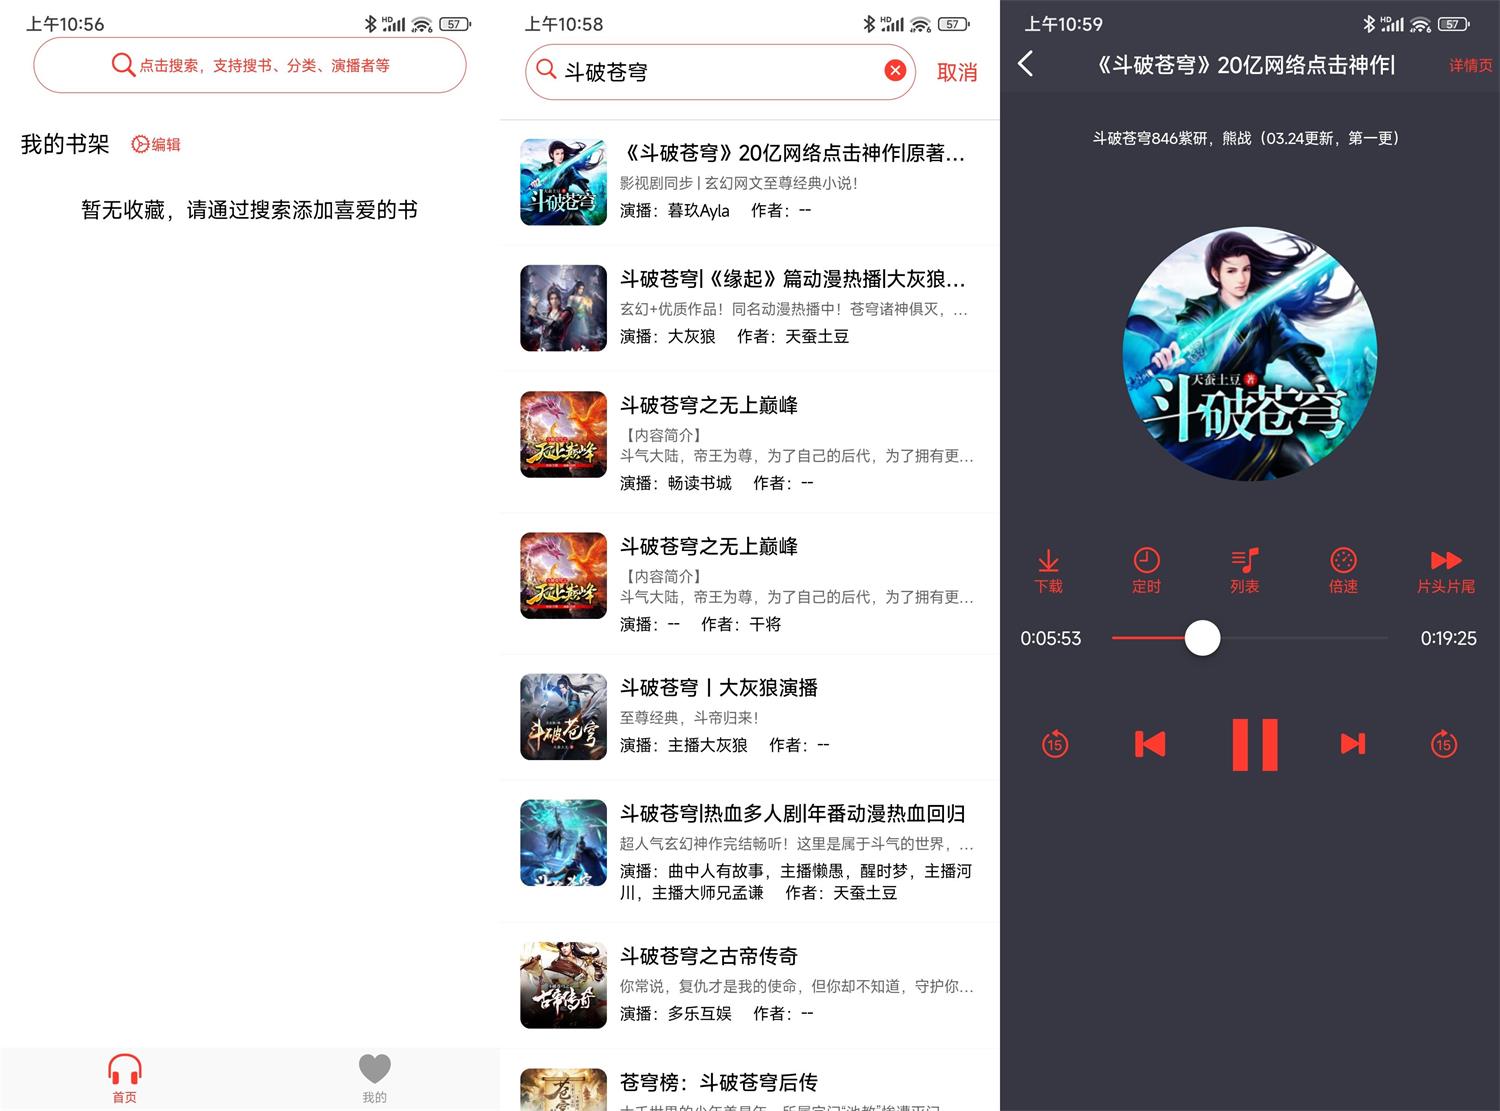 上午10:56
HD
6
57
点击搜索，支持搜书、分类、演播者等
我的书架
编辑
暂无收藏，请通过搜索添加喜爱的书
首页
我的
上午10:58
HD
6
57
斗破苍穹
取消
《斗破苍穹》20亿网络点击神作|原著...
影视剧同步 | 玄幻网文至尊经典小说！
演播：暮玖Ayla 作者：--
斗破苍穹|《缘起》篇动漫热播|大灰狼...
玄幻+优质作品！同名动漫热播中！苍穹诸神俱灭，...
演播：大灰狼 作者：天蚕土豆
斗破苍穹之无上巅峰
【内容简介】
斗气大陆，帝王为尊，为了自己的后代，为了拥有更...
演播：畅读书城 作者：--
斗破苍穹之无上巅峰
【内容简介】
斗气大陆，帝王为尊，为了自己的后代，为了拥有更...
演播：-- 作者：干将
斗破苍穹丨大灰狼演播
至尊经典，斗帝归来！
演播：主播大灰狼 作者：--
斗破苍穹
斗破苍穹|热血多人剧|年番动漫热血回归
超人气玄幻神作完结畅听！这里是属于斗气的世界，...
演播：曲中人有故事，主播懒愚，醒时梦，主播河
川，主播大师兄孟谦 作者：天蚕土豆
斗破苍穹之古帝传奇
你常说，复仇才是我的使命，但你却不知道，守护你...
演播：多乐互娱 作者：--
古帝传奇
苍穹榜：斗破苍穹后传
上午10:59
HD
6
57
《斗破苍穹》20亿网络点击神作|
详情页
斗破苍穹846紫研，熊战（03.24更新，第一更）
天蚕土豆 著
斗破苍穹
下载
定时
列表
倍速
片头片尾
0:05:53
0:19:25
15
15